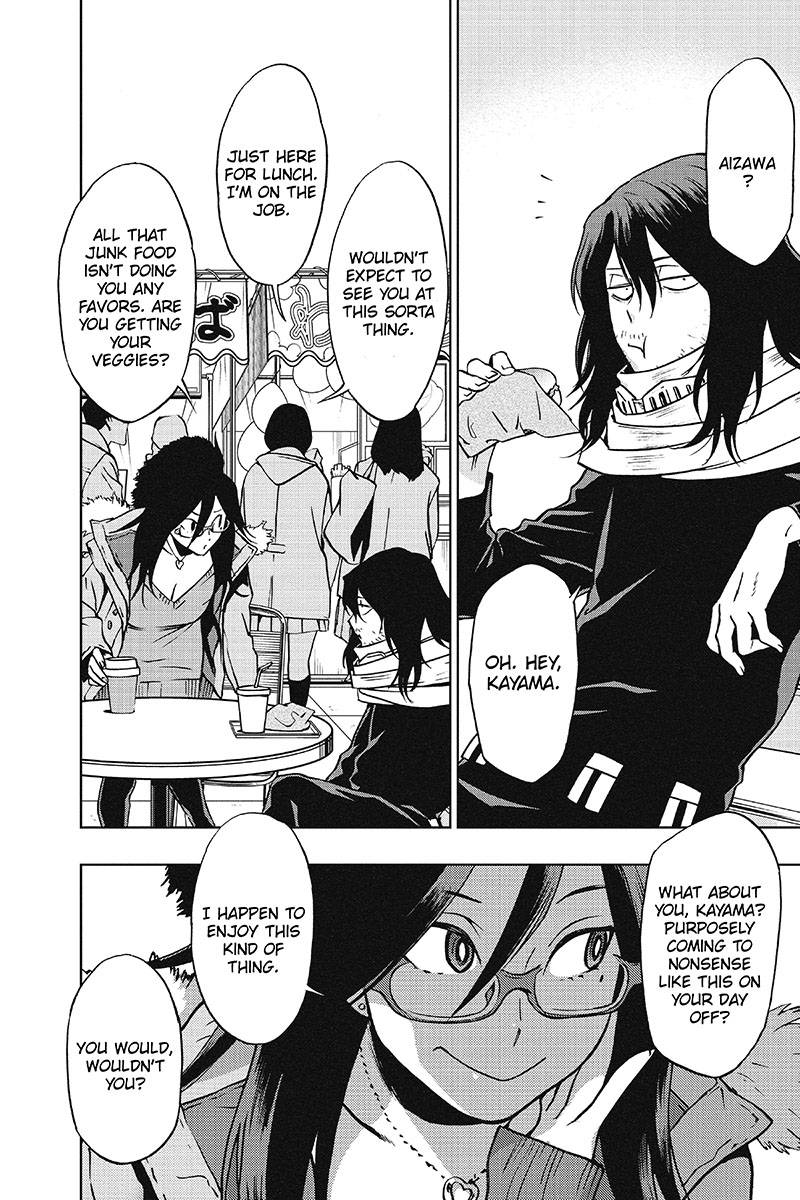 AIZAWA
?
OH. HEY,
KAYAMA.
WOULDN'T
EXPECT TO
SEE YOU AT
THIS SORTA
THING.
JUST HERE
FOR LUNCH.
I'M ON THE
JOB.
ALL THAT
JUNK FOOD
ISN'T DOING
YOU ANY
FAVORS. ARE
YOU GETTING
YOUR
VEGGIES?
ば
WHAT ABOUT
YOU, KAYAMA?
PURPOSELY
COMING TO
NONSENSE
LIKE THIS ON
YOUR DAY
OFF?
I HAPPEN TO
ENJOY THIS
KIND OF
THING.
YOU WOULD,
WOULDN'T
YOU?